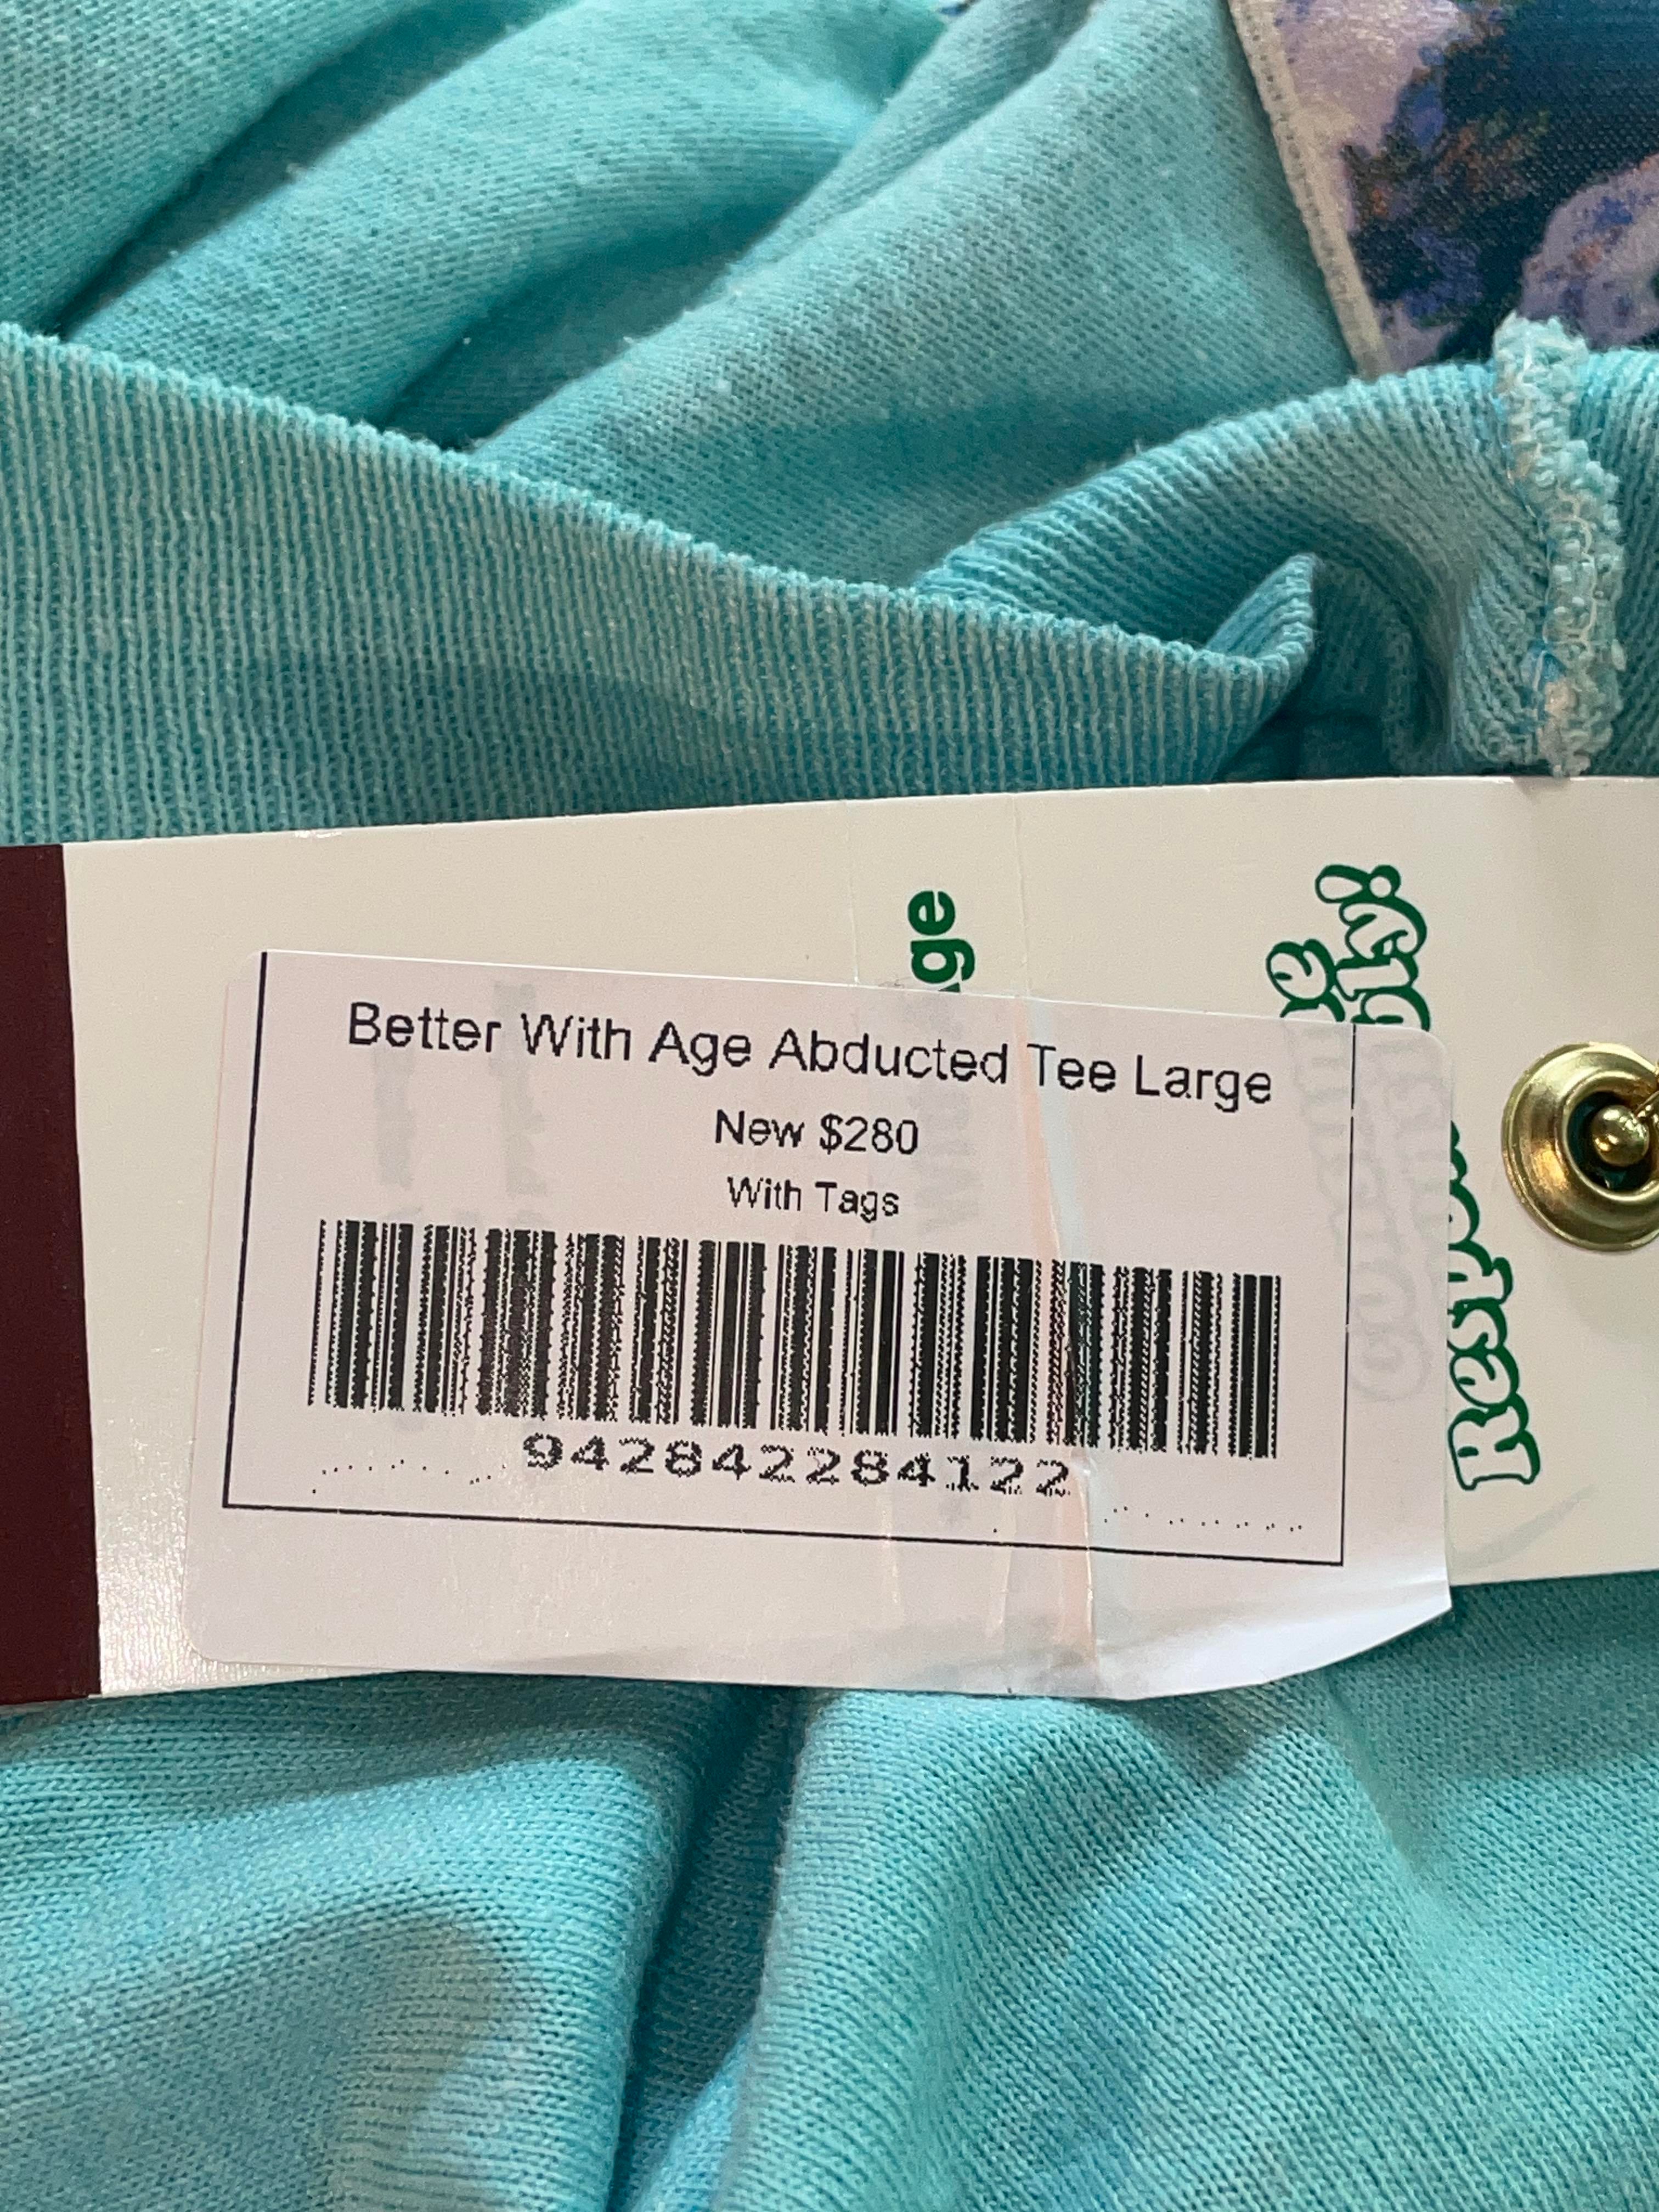 Better With Age Abducted Tee Large
New $280
With Tags
942842284122